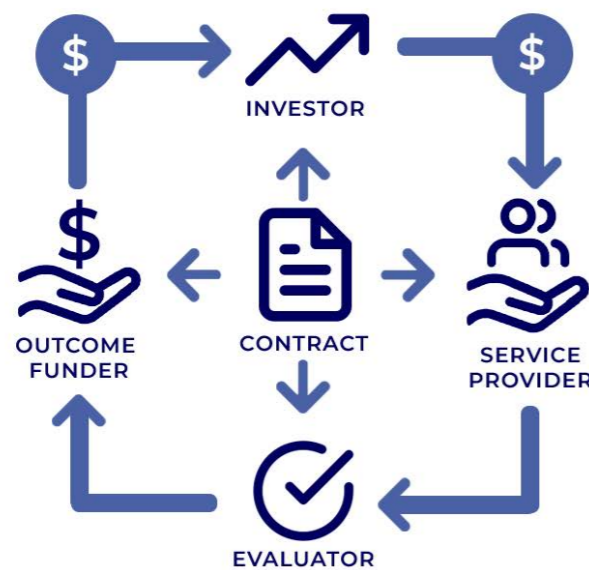 $
$
INVESTOR
$
OUTCOME
FUNDER
CONTRACT
SERVICE
PROVIDER
EVALUATOR